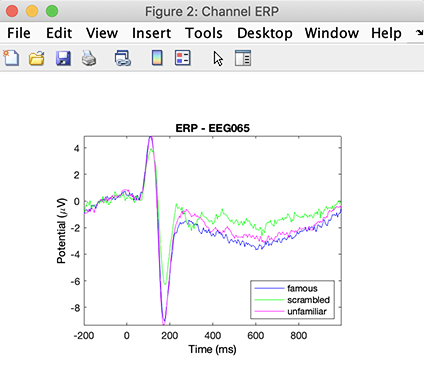 Figure 2: Channel ERP
File Edit View Insert Tools Desktop Window Help
ERP - EEG065
4
2
0
-2
-4
-6
-8
Potential (μV)
-200 0 200 400 600 800
Time (ms)
famous
scrambled
unfamiliar